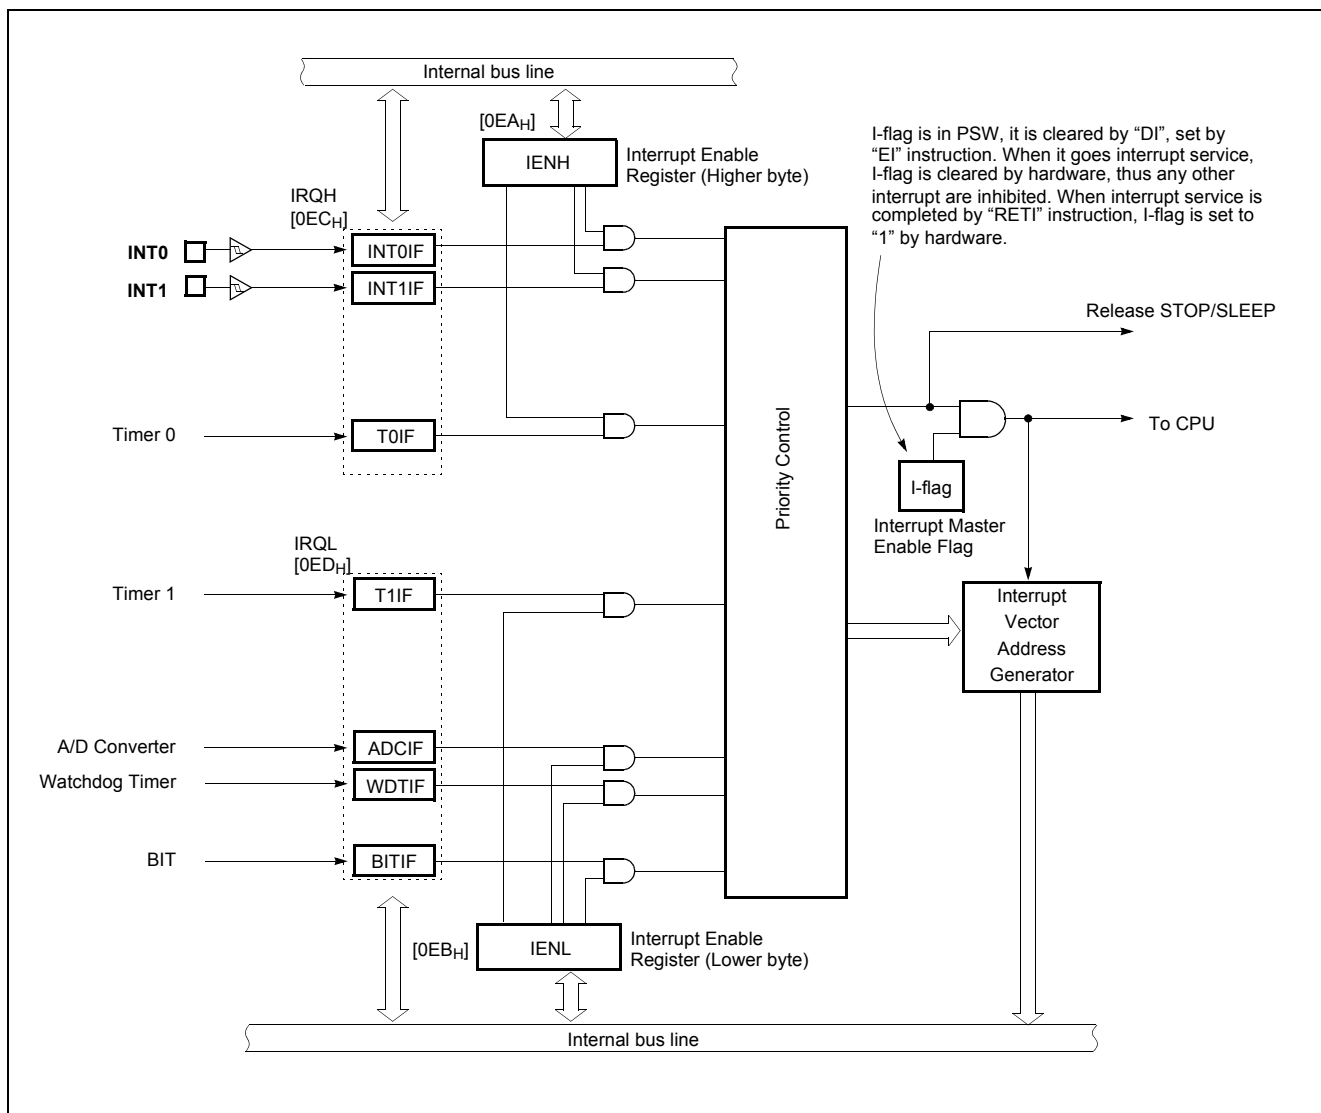 Internal bus line
[0EAH]
IENH
Interrupt Enable
Register (Higher byte)
I-flag is in PSW, it is cleared by “DI”, set by
“EI” instruction. When it goes interrupt service,
I-flag is cleared by hardware, thus any other
interrupt are inhibited. When interrupt service is
completed by “RETI” instruction, I-flag is set to
“1” by hardware.
IRQH
[0ECH]
INT0
INT0IF
INT1
INT1IF
Release STOP/SLEEP
Timer 0
T0IF
Priority Control
To CPU
I-flag
Interrupt Master
Enable Flag
IRQL
[0EDH]
Timer 1
T1IF
Interrupt
Vector
Address
Generator
A/D Converter
ADCIF
Watchdog Timer
WDTIF
BIT
BITIF
[0EBH]
IENL
Interrupt Enable
Register (Lower byte)
Internal bus line